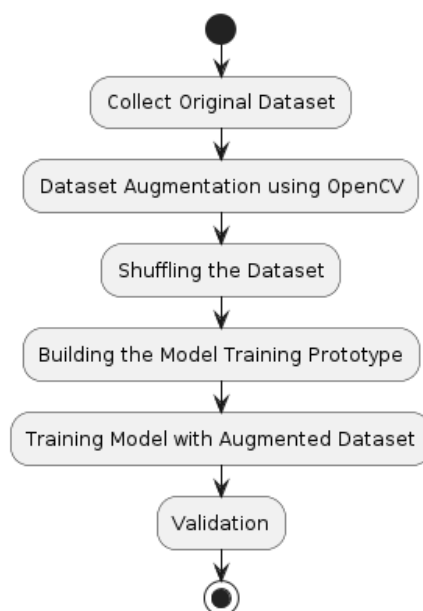 Collect Original Dataset
Dataset Augmentation using OpenCV
Shuffling the Dataset
Building the Model Training Prototype
Training Model with Augmented Dataset
Validation